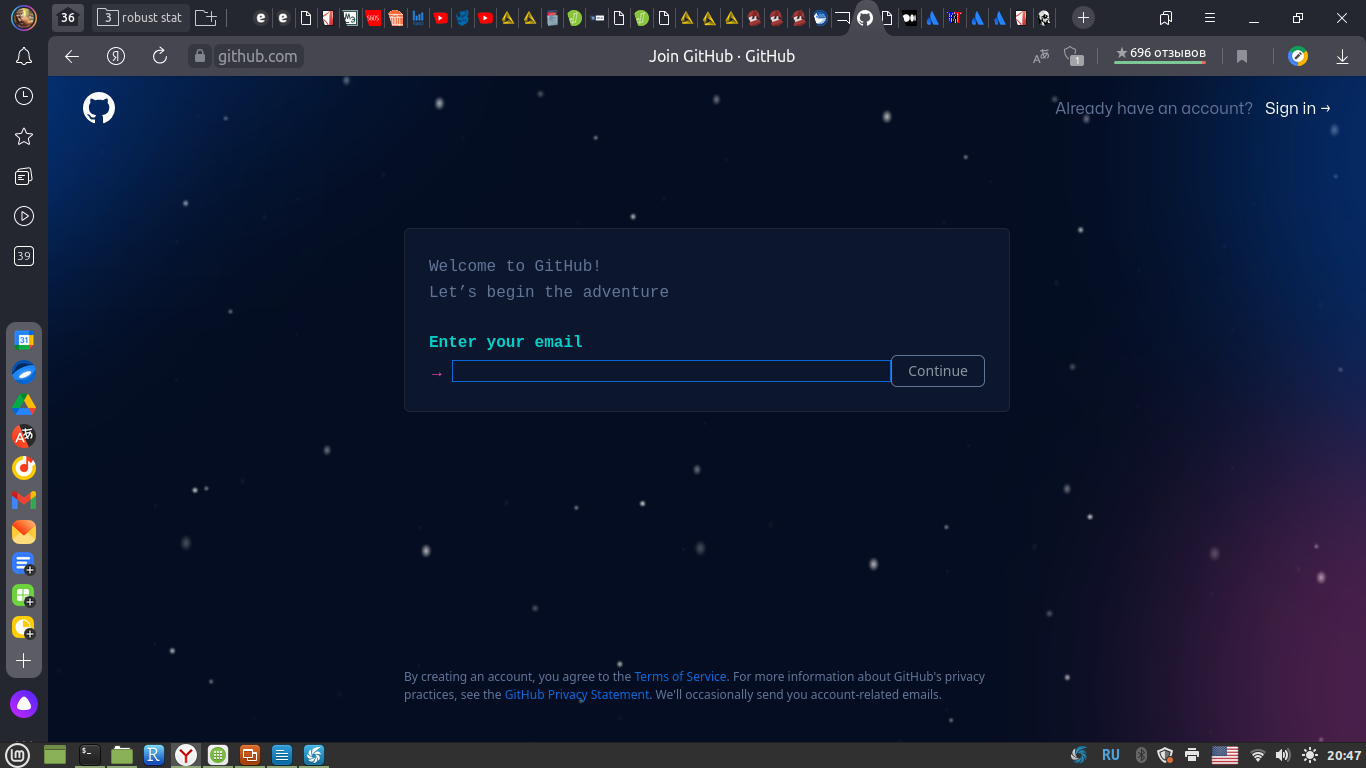 36
3 robust stat
Я
github.com
Join GitHub · GitHub
1
★ 696 отзывов
Already have an account? Sign in →
39
Welcome to GitHub!
Let’s begin the adventure
Enter your email
→
Continue
31
By creating an account, you agree to the Terms of Service. For more information about GitHub's privacy
practices, see the GitHub Privacy Statement. We'll occasionally send you account-related emails.
RU
20:47